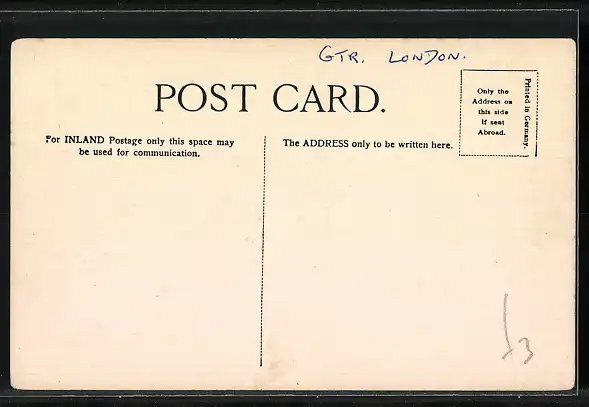 GTR. LONDON.
POST CARD.
For INLAND Postage only this space may
be used for communication.
The ADDRESS only to be written here.
Only the
Address on
this side
If sent
Abroad.
Printed in Germany.